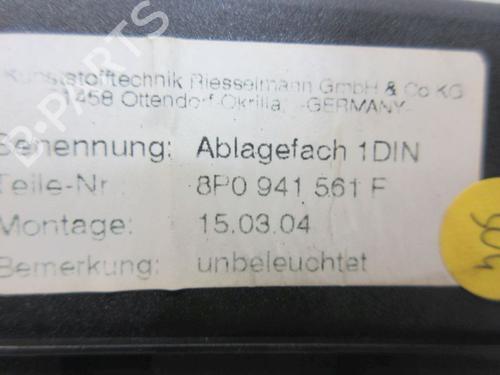 Kunststofftechnik Riesselmann GmbH & Co KG
01458 Ottendorf-Okrilla -GERMANY-
Benennung: Ablagefach 1DIN
Teile-Nr 8P0 941 561 F
Montage: 15.03.04
Bemerkung: unbeleuchtet
B-PARTS